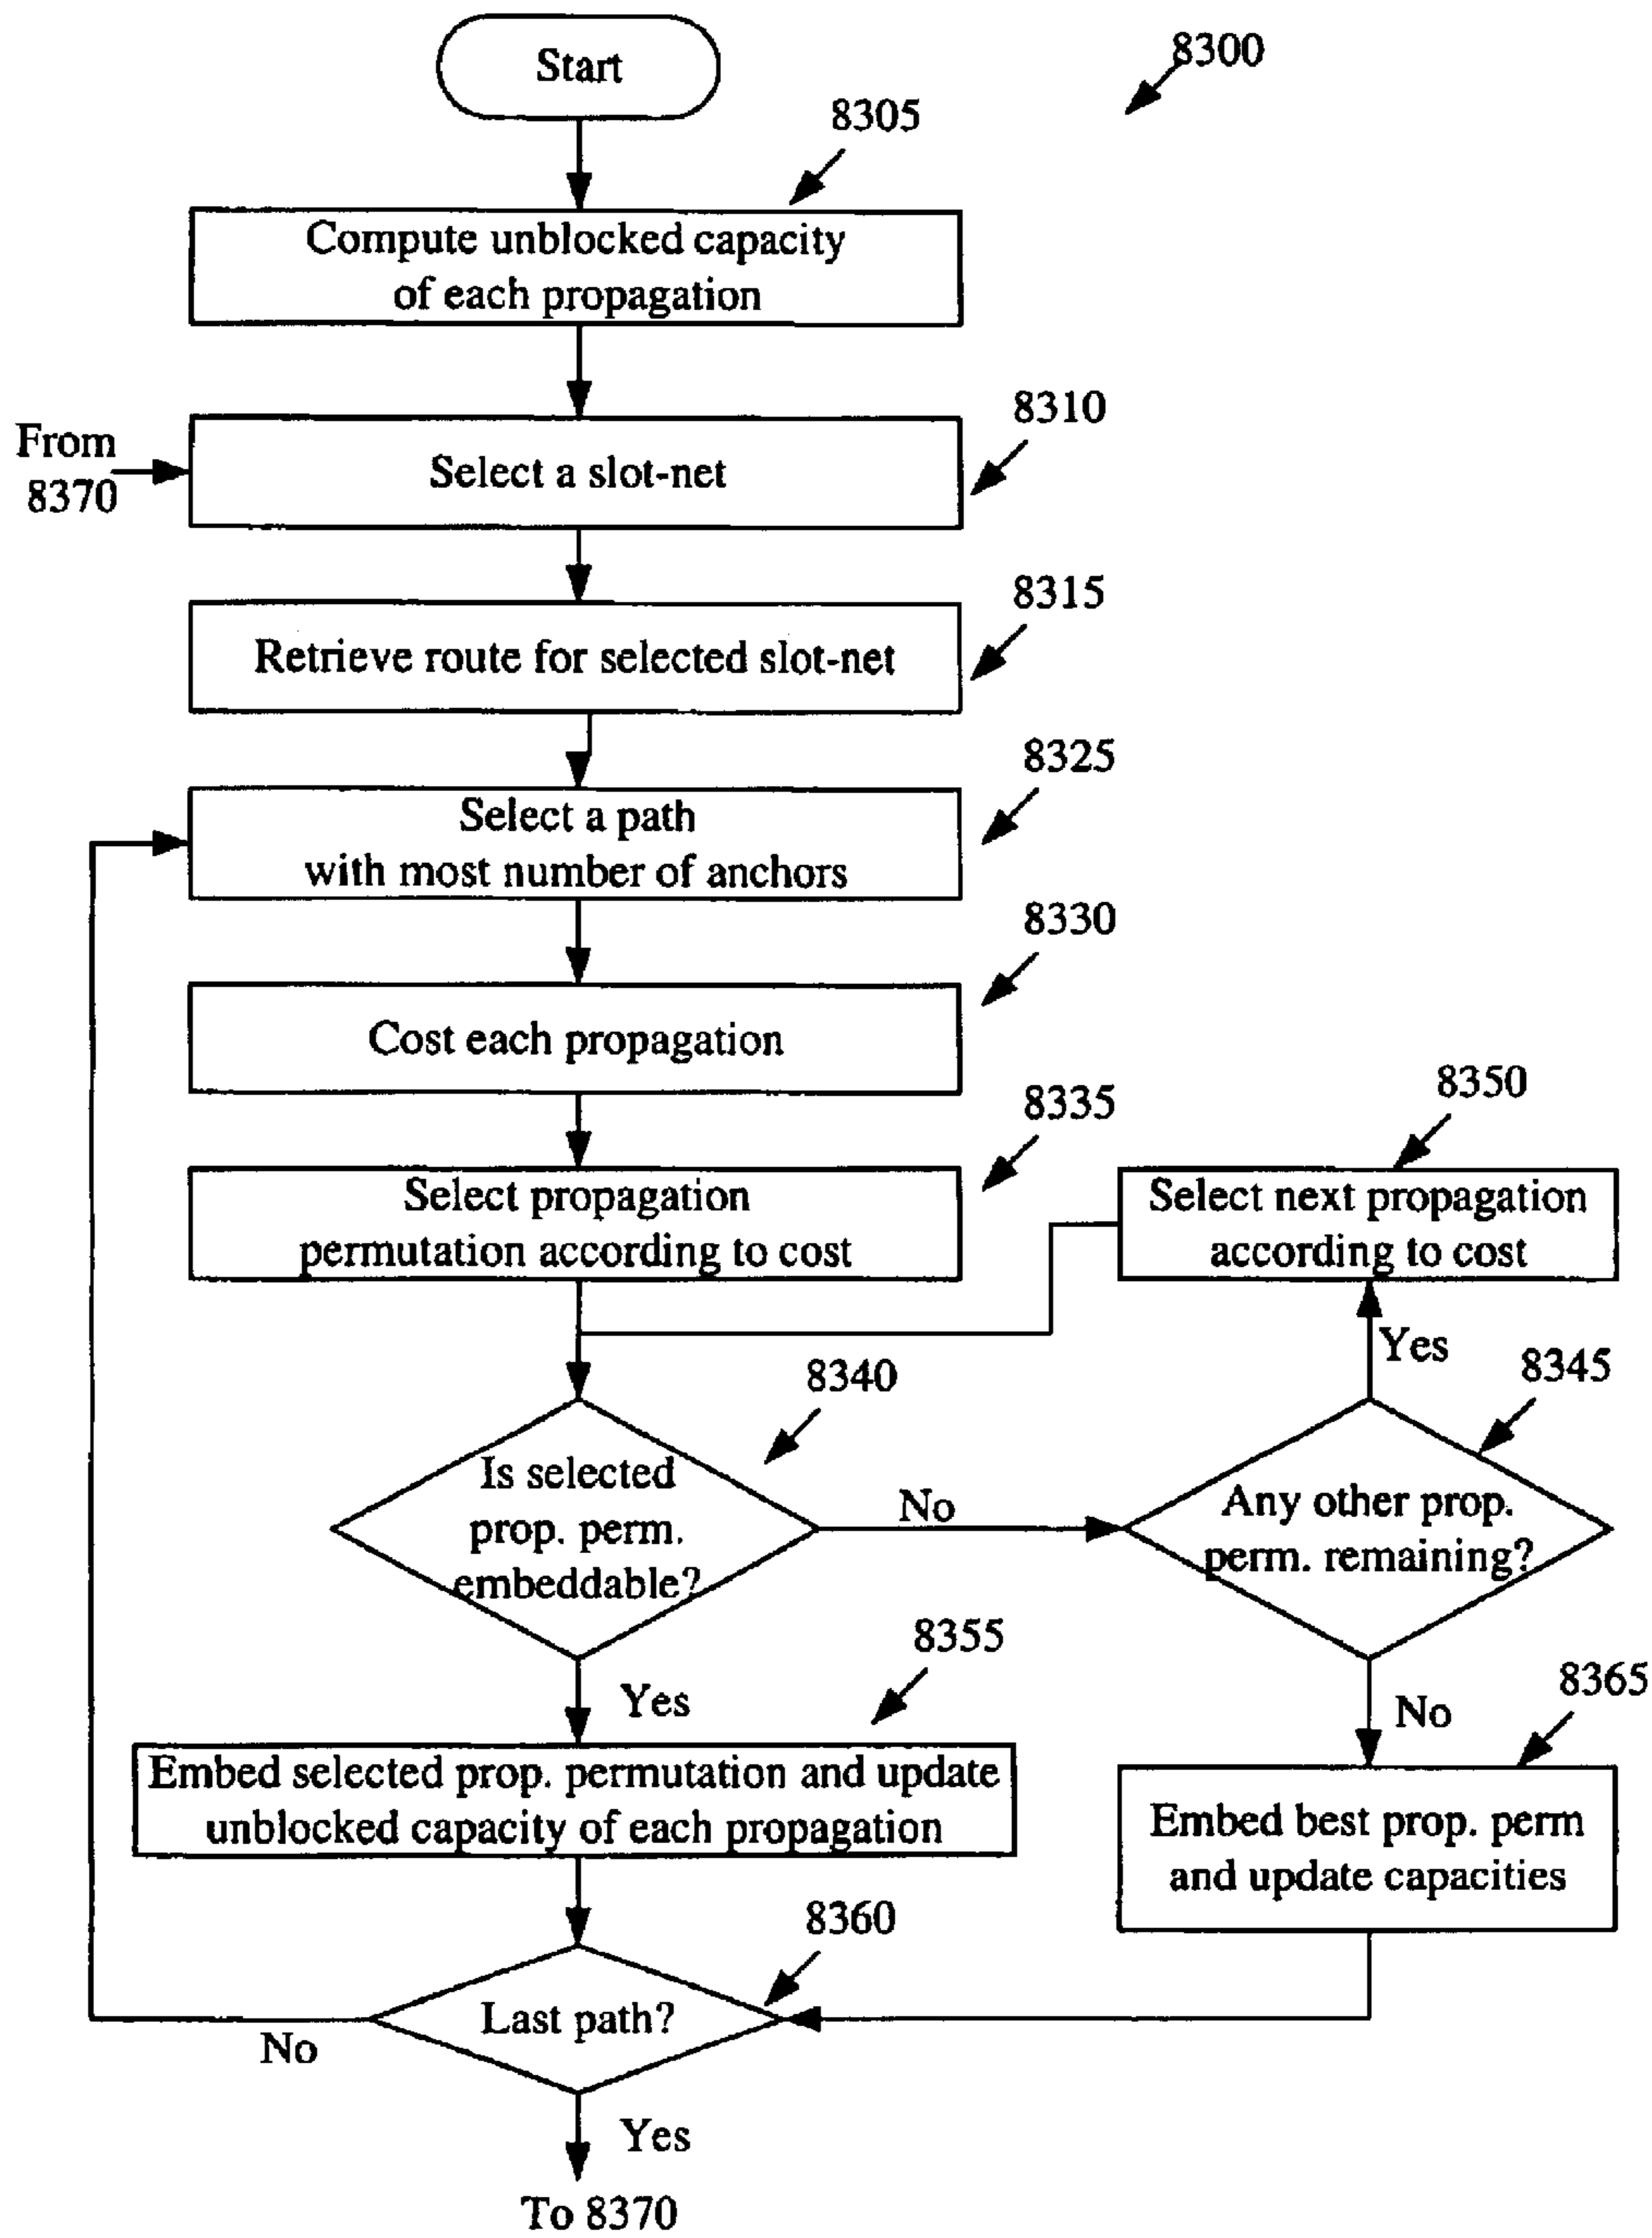 Start
8300
8305
Compute unblocked capacity
of each propagation
8310
From
8370
Select a slot-net
8315
Retrieve route for selected slot-net
8325
Select a path
with most number of anchors
8330
Cost each propagation
8335
8350
Select propagation
permutation according to cost
Select next propagation
according to cost
Yes
8340
8345
Is selected
prop. perm.
embeddable?
No
Any other prop.
perm. remaining?
8355
Yes
8365
No
Embed selected prop. permutation and update
unblocked capacity of each propagation
Embed best prop. perm
and update capacities
8360
Last path?
No
Yes
To 8370